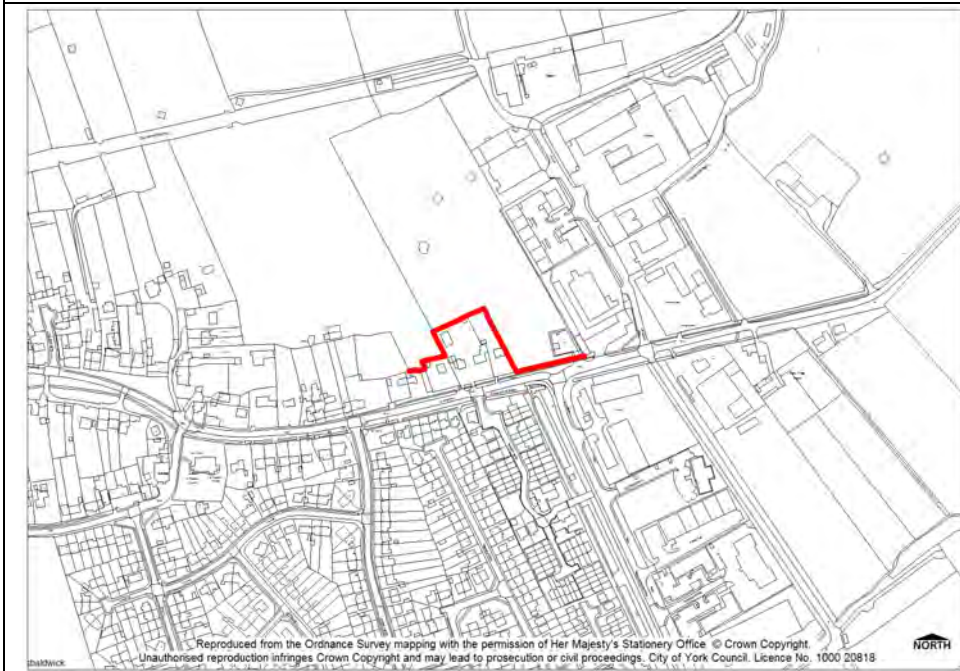 Reproduced from the Ordnance Survey mapping with the permission of Her Majesty's Stationery Office © Crown Copyright.
Unauthorised reproduction infringes Crown Copyright and may lead to prosecution or civil proceedings. City of York Council. Licence No. 1000 20818
NORTH